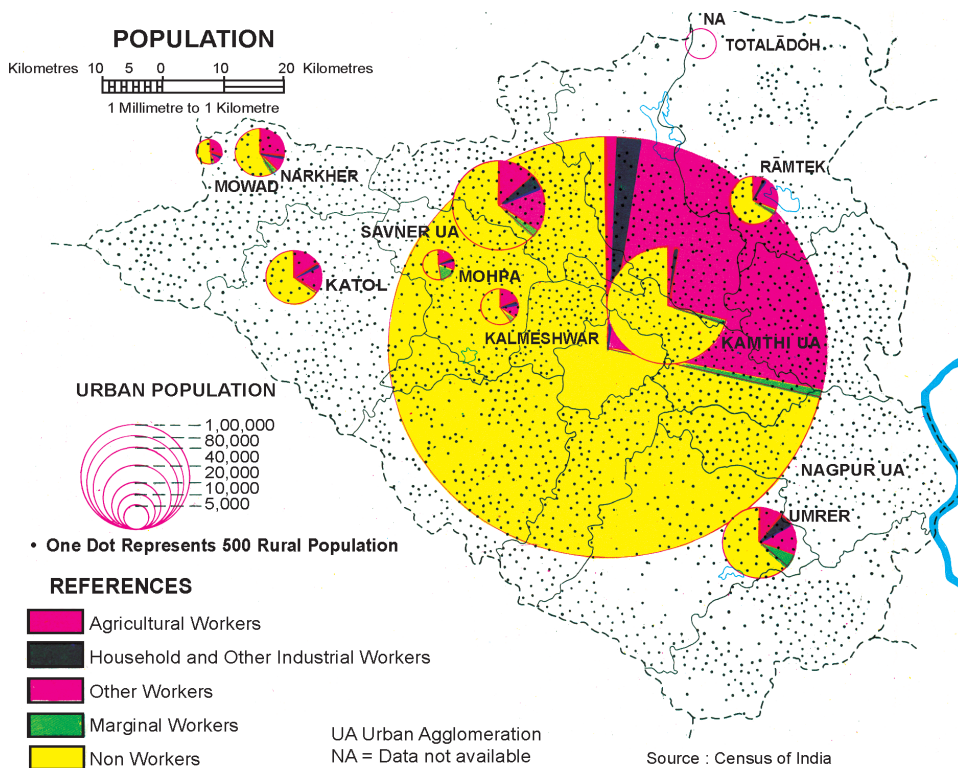 POPULATION
Kilometres 10 5 0 10 20 Kilometres
1 Millimetre to 1 Kilometre
NA
TOTALĀDOH
RĀMTEK
MOWAD
NARKHER
SAVNER UA
KATOL
MOHPA
KALMESHWAR
KAMTHI UA
NAGPUR UA
UMRER
URBAN POPULATION
1,00,000
80,000
40,000
20,000
10,000
5,000
• One Dot Represents 500 Rural Population
REFERENCES
Agricultural Workers
Household and Other Industrial Workers
Other Workers
Marginal Workers
Non Workers
UA Urban Agglomeration
NA = Data not available
Source : Census of India